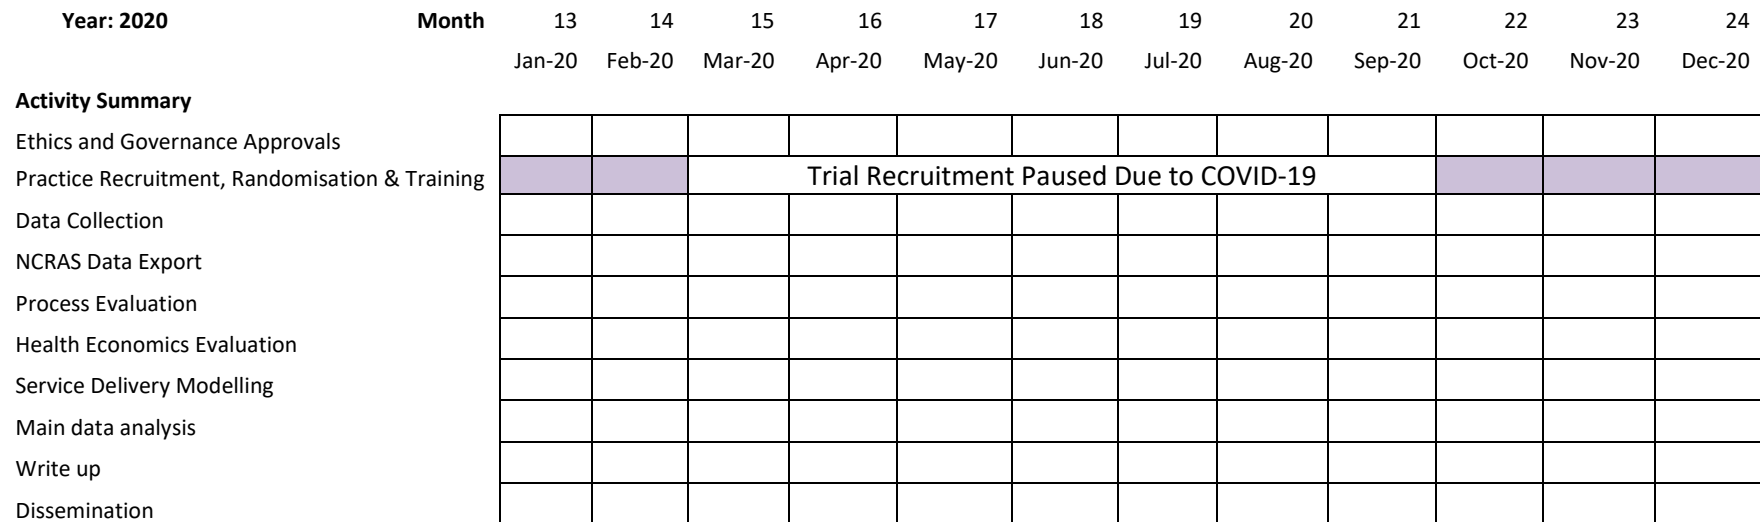 Year: 2020 Month 13 14 15 16 17 18 19 20 21 22 23 24
Jan-20 Feb-20 Mar-20 Apr-20 May-20 Jun-20 Jul-20 Aug-20 Sep-20 Oct-20 Nov-20 Dec-20
Activity Summary
Ethics and Governance Approvals
Practice Recruitment, Randomisation & Training Trial Recruitment Paused Due to COVID-19
Data Collection
NCRAS Data Export
Process Evaluation
Health Economics Evaluation
Service Delivery Modelling
Main data analysis
Write up
Dissemination